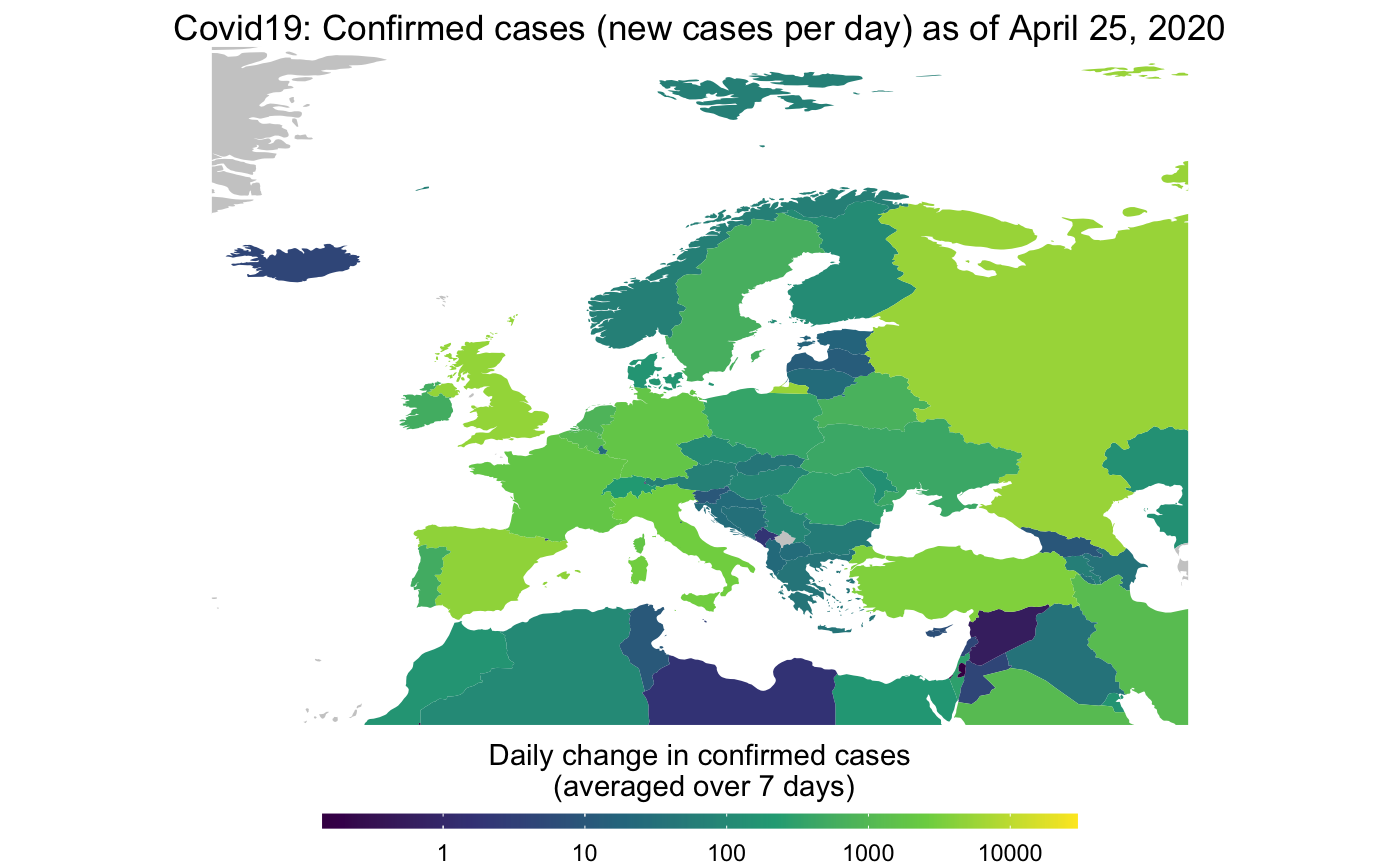 Covid19: Confirmed cases (new cases per day) as of April 25, 2020
Daily change in confirmed cases
(averaged over 7 days)
1 10 100 1000 10000